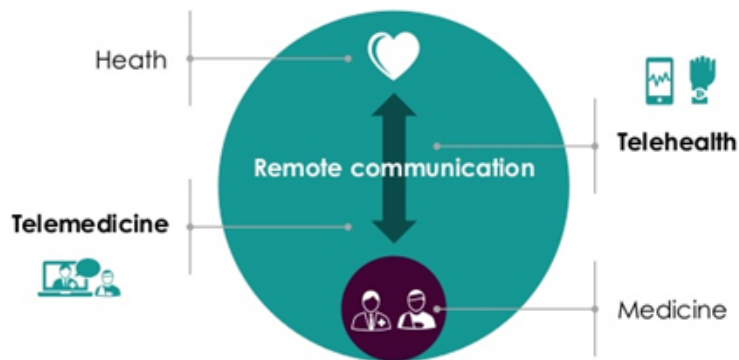 Heath
Telehealth
Remote communication
Telemedicine
Medicine